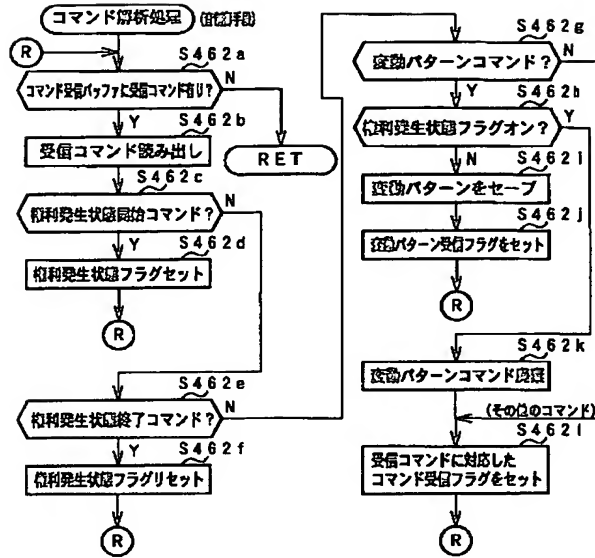 コマンド解析処理
R
S462a
コマンド受信バッファに受信コマンド有り?
N
Y
S462b
受信コマンド読み出し
RET
S462c
権利発生状態開始コマンド?
N
Y
S462d
権利発生状態フラグセット
R
S462e
権利発生状態終了コマンド?
N
Y
S462f
権利発生状態フラグリセット
R
S462g
変動パターンコマンド?
N
Y
S462h
権利発生状態フラグオン?
Y
N
S462i
変動パターンをセーブ
S462j
変動パターン受信フラグをセット
R
S462k
変動パターンコマンド
(その他のコマンド)
S462l
受信コマンドに対応した
コマンド受信フラグをセット
R